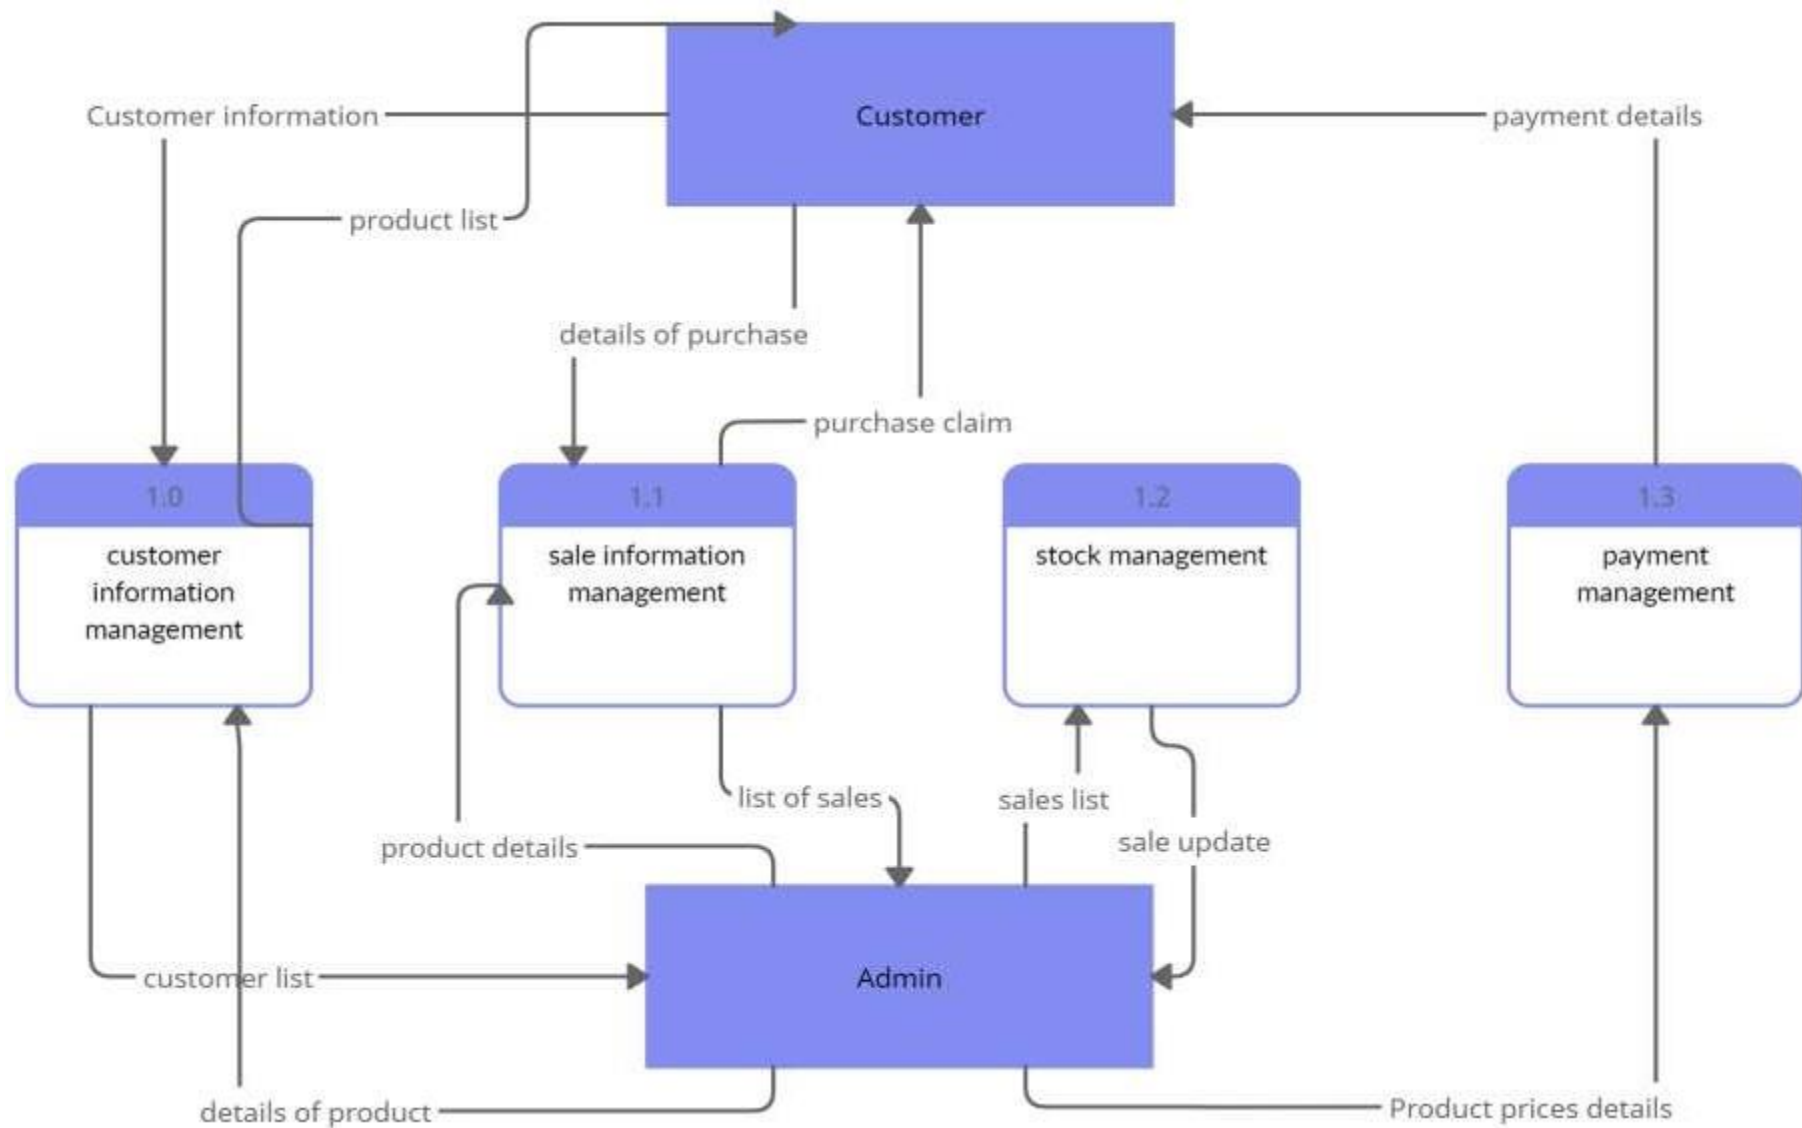 Customer
Customer information
payment details
product list
details of purchase
purchase claim
1.0
customer
information
management
1.1
sale information
management
1.2
stock management
1.3
payment
management
list of sales
sales list
product details
sale update
customer list
Admin
details of product
Product prices details